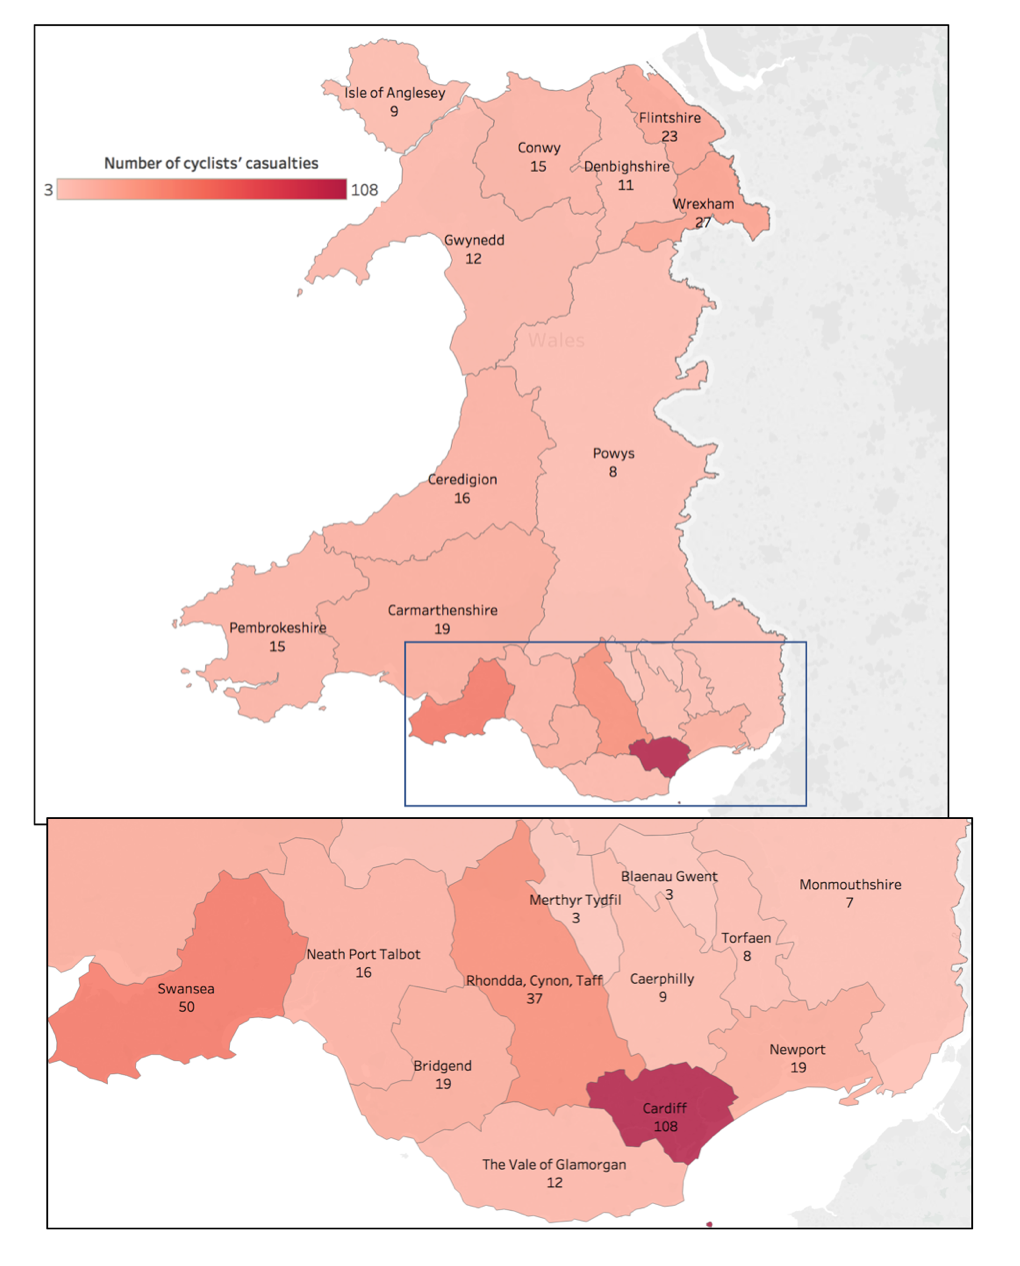 Isle of Anglesey
9
Flintshire
23
Conwy
15
Denbighshire
11
Number of cyclists' casualties
3
108
Wrexham
27
Gwynedd
12
Wales
Powys
8
Ceredigion
16
Carmarthenshire
19
Pembrokeshire
15
Blaenau Gwent
3
Monmouthshire
7
Merthyr Tydfil
3
Torfaen
8
Neath Port Talbot
16
Rhondda, Cynon, Taff
37
Caerphilly
9
Swansea
50
Newport
19
Bridgend
19
Cardiff
108
The Vale of Glamorgan
12